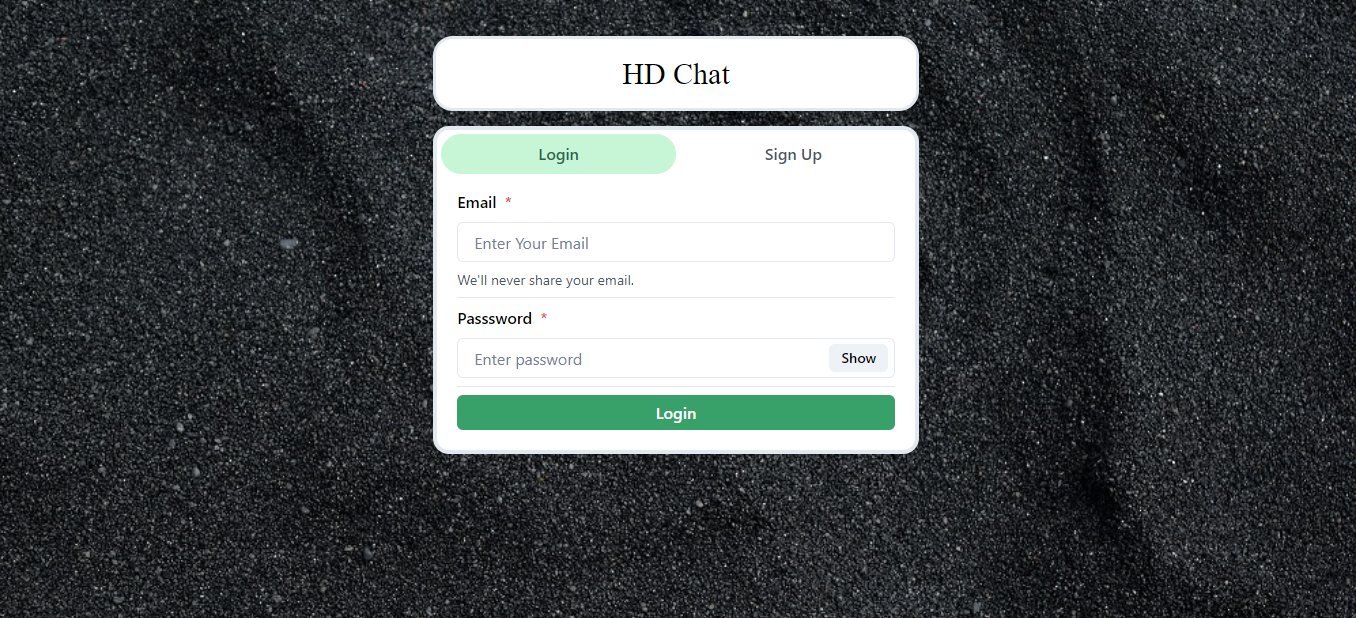 HD Chat
Login Sign Up
Email *
Enter Your Email
We'll never share your email.
Passsword *
Enter password Show
Login